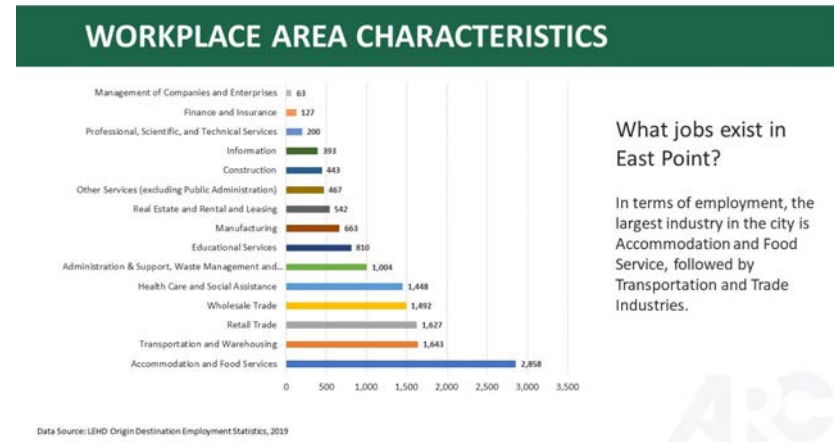 WORKPLACE AREA CHARACTERISTICS
Management of Companies and Enterprises 63
Finance and Insurance 127
Professional, Scientific, and Technical Services 200
Information 393
Construction 443
Other Services (excluding Public Administration) 467
Real Estate and Rental and Leasing 542
Manufacturing 663
Educational Services 810
Administration & Support, Waste Management and... 1,004
Health Care and Social Assistance 1,448
Wholesale Trade 1,492
Retail Trade 1,627
Transportation and Warehousing 1,643
Accommodation and Food Services 2,858
0 500 1,000 1,500 2,000 2,500 3,000 3,500
What jobs exist in
East Point?
In terms of employment, the
largest industry in the city is
Accommodation and Food
Service, followed by
Transportation and Trade
Industries.
Data Source: LEHD Origin Destination Employment Statistics, 2019
ARC